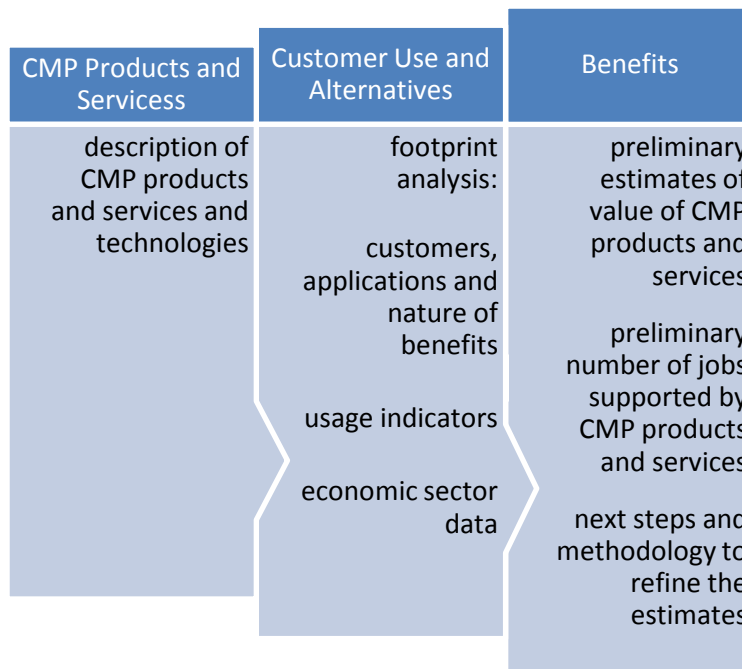 CMP Products and
Servicess
description of
CMP products
and services and
technologies
Customer Use and
Alternatives
footprint
analysis:
customers,
applications and
nature of
benefits
usage indicators
economic sector
data
Benefits
preliminary
estimates of
value of CMP
products and
services
preliminary
number of jobs
supported by
CMP products
and services
next steps and
methodology to
refine the
estimates